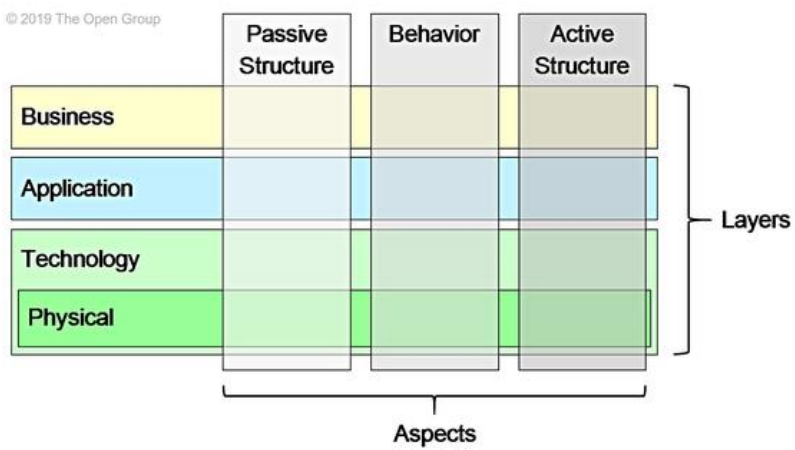 © 2019 The Open Group
Passive
Structure
Behavior
Active
Structure
Business
Application
Technology
Physical
Layers
Aspects